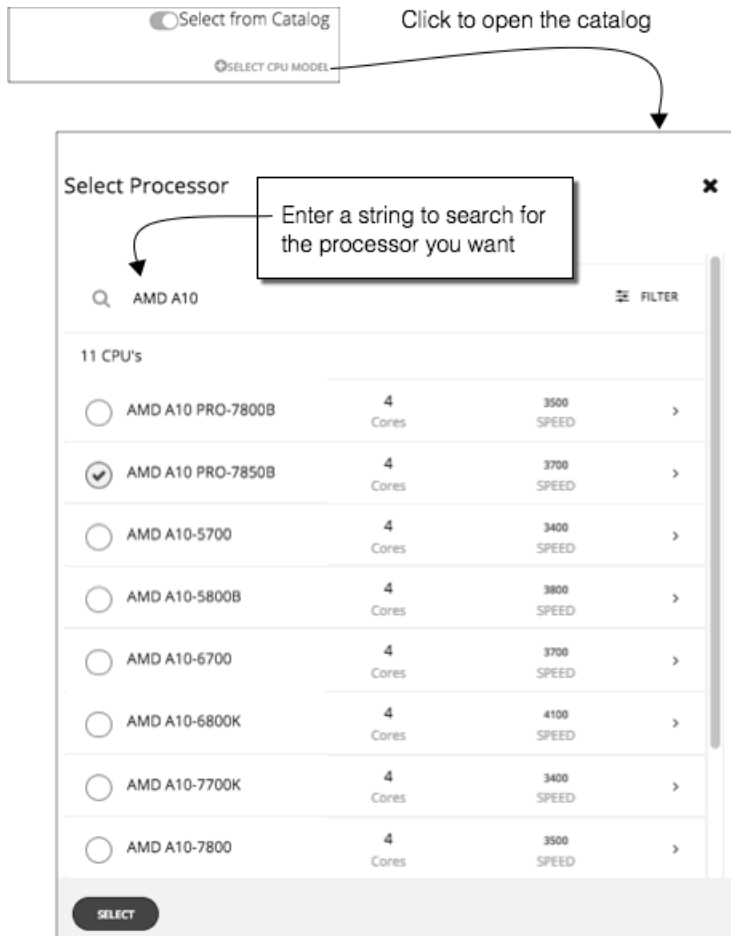 Select from Catalog
Click to open the catalog
SELECT CPU MODEL
Select Processor
Enter a string to search for
the processor you want
AMD A10
FILTER
11 CPU's
AMD A10 PRO-7800B 4 3500
Cores SPEED
AMD A10 PRO-7850B 4 3700
Cores SPEED
AMD A10-5700 4 3400
Cores SPEED
AMD A10-5800B 4 3800
Cores SPEED
AMD A10-6700 4 3700
Cores SPEED
AMD A10-6800K 4 4100
Cores SPEED
AMD A10-7700K 4 3400
Cores SPEED
AMD A10-7800 4 3500
Cores SPEED
SELECT